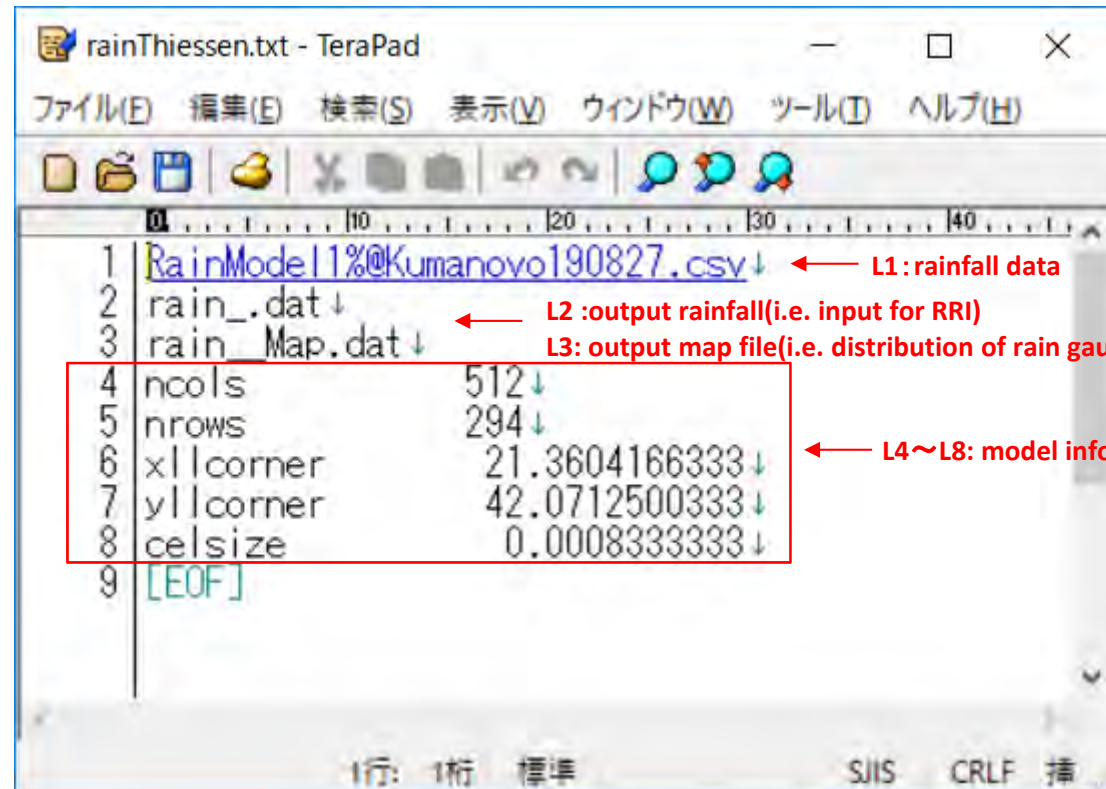 rainThiessen.txt - TeraPad
ファイル(F) 編集(E) 検索(S) 表示(V) ウィンドウ(W) ツール(T) ヘルプ(H)
0 10 20 30 40
1 RainModel1%@Kumanovo190827.csv↓ L1:rainfall data
2 rain_.dat↓ L2 :output rainfall(i.e. input for RRI)
3 rain__Map.dat↓ L3: output map file(i.e. distribution of rain gau
4 ncols 512↓
5 nrows 294↓
6 xllcorner 21.3604166333↓ L4~L8: model info
7 yllcorner 42.0712500333↓
8 celsize 0.0008333333↓
9 [EOF]
1行: 1桁 標準 SJIS CRLF 挿